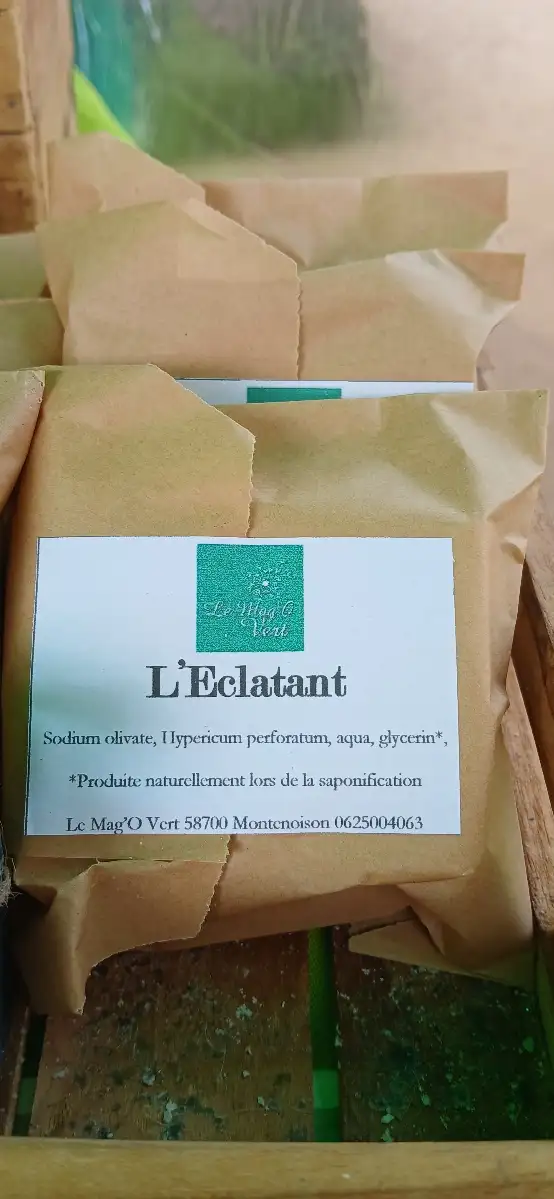 Le Mag'O
Vert
L'Eclatant
Sodium olivate, Hypericum perforatum, aqua, glycerin*,
*Produite naturellement lors de la saponification
Le Mag'O Vert 58700 Montenoison 0625004063